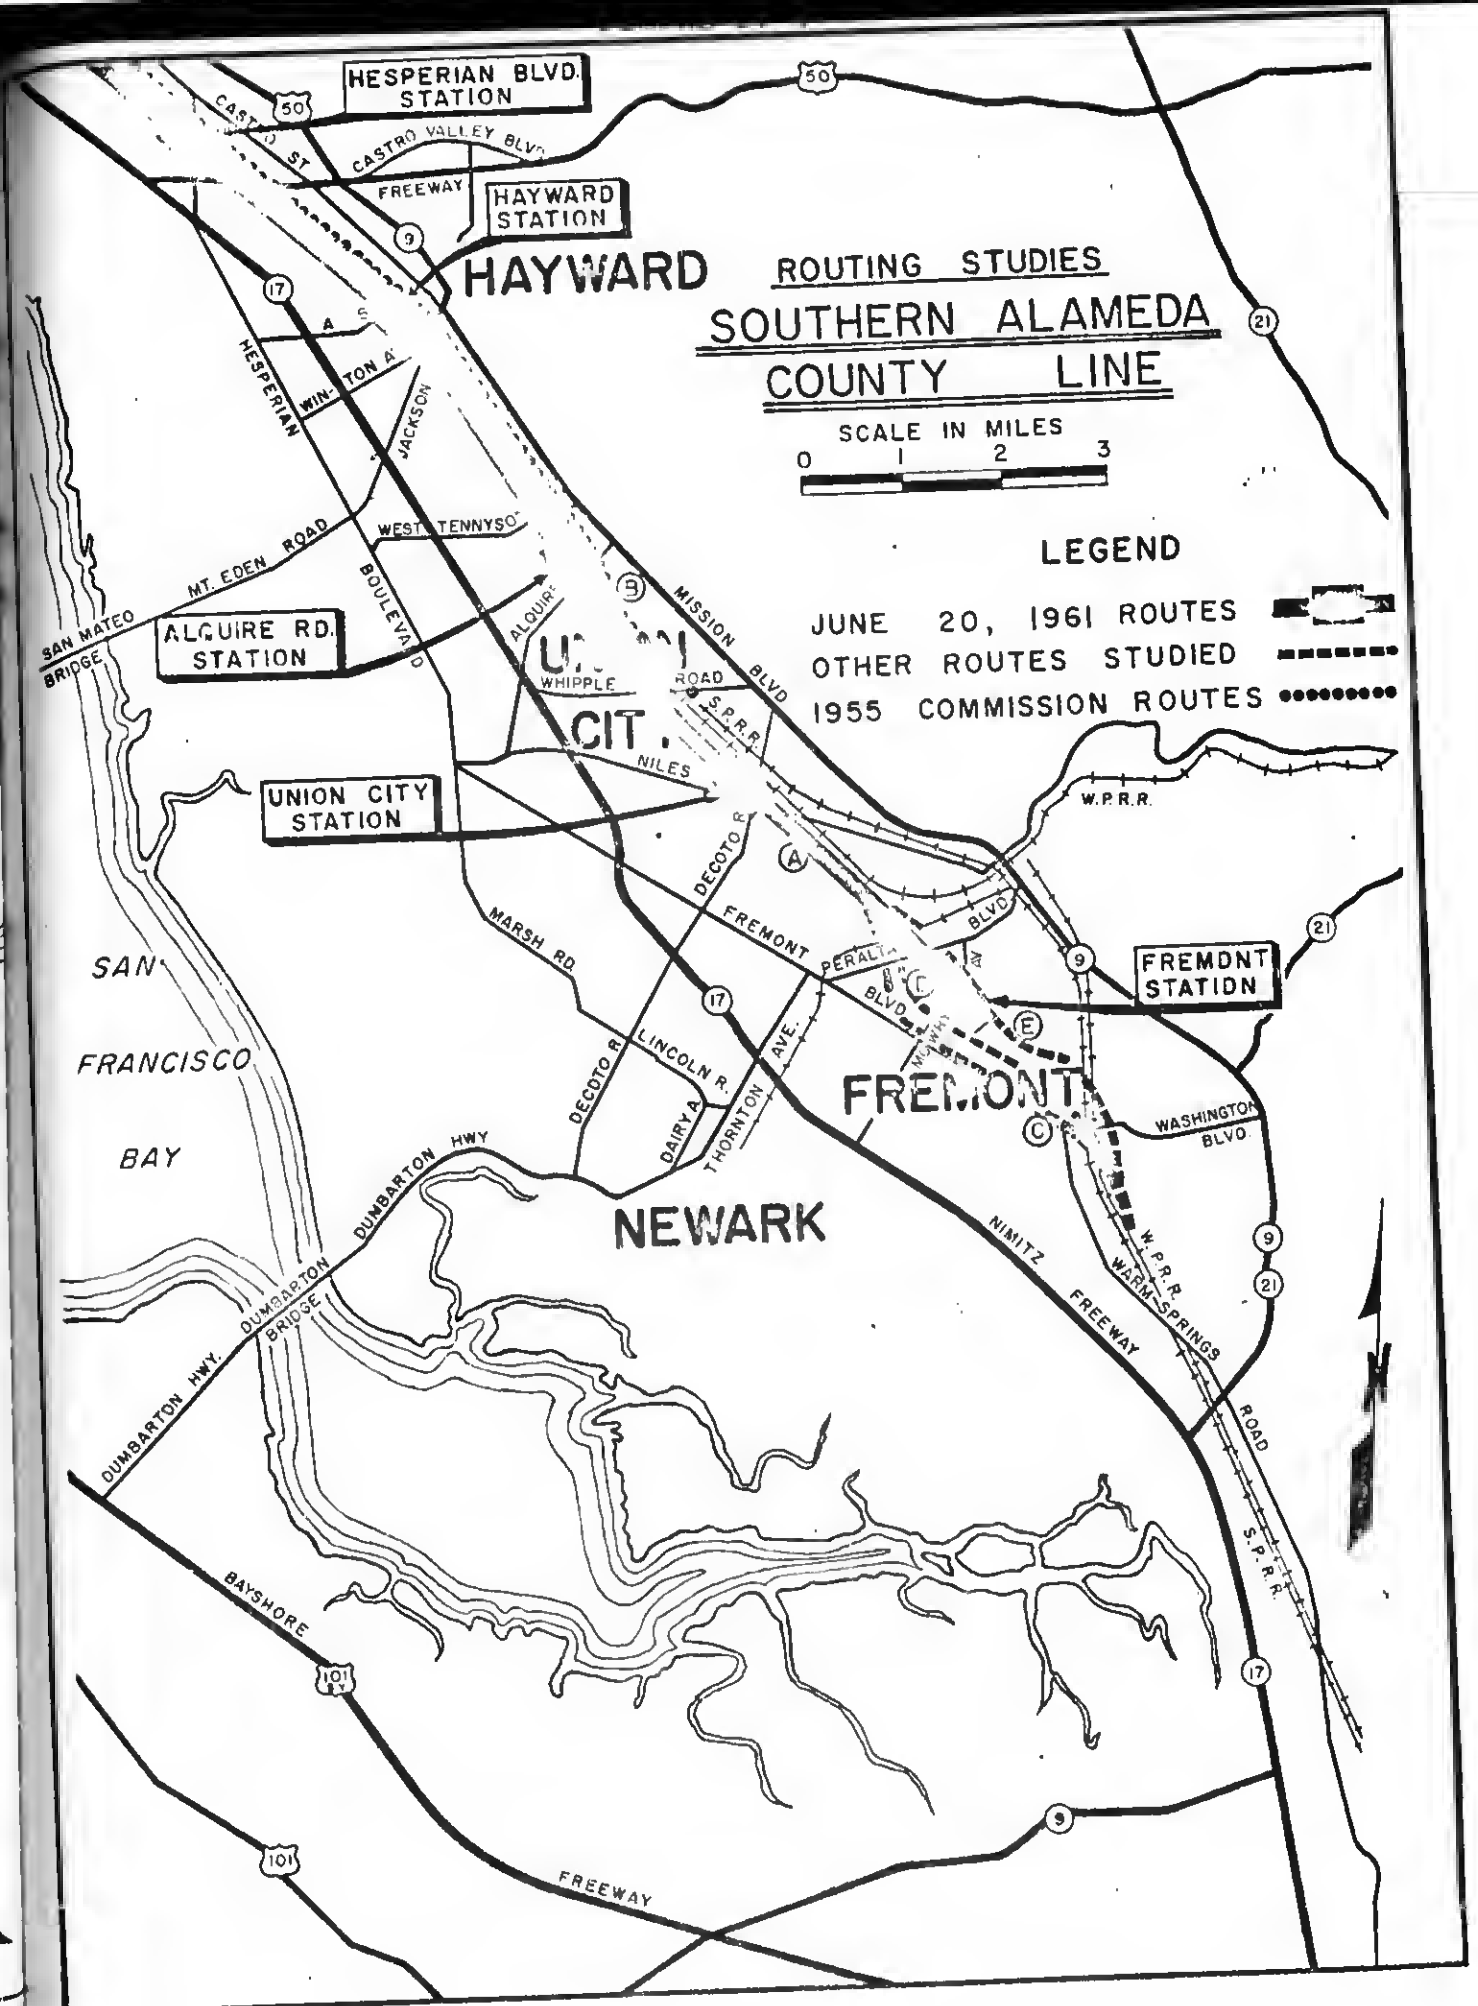 HESPERIAN BLVD.
STATION
50
50
CASTRO ST
CASTRO VALLEY BLVD
FREEWAY
HAYWARD
STATION
9
HAYWARD
17
ROUTING STUDIES
SOUTHERN ALAMEDA
COUNTY LINE
SCALE IN MILES
0 1 2 3
21
A
HESPERIAN
JACKSON
WEST TENNYSO
MT. EDEN ROAD
BOULEVARD
LEGEND
JUNE 20, 1961 ROUTES
OTHER ROUTES STUDIED
1955 COMMISSION ROUTES
SAN MATEO
BRIDGE
ALQUIRE RD.
STATION
ALQUIRE
B
MISSION
BLVD
WHIPPLE ROAD
S.P.R.R.
CIT
NILES
W.P.R.R.
UNION CITY
STATION
DECOTO R
A
MARSH RD.
FREMONT
PERALTA
BLVD.
BLVD.
21
9
FREMONT
STATION
SAN
FRANCISCO
BAY
17
E
LINCOLN R.
AVE.
DECOTO R
DAIRY A.
THORNTON
FREMONT
C
WASHINGTON
BLVD.
DUMBARTON HWY
NEWARK
NIMITZ
FREEWAY
W.P.R.R.
WARM SPRINGS
ROAD
9
21
DUMBARTON
BRIDGE
DUMBARTON HWY.
S.P.R.R.
BAYSHORE
101
BY
17
101
9
FREEWAY